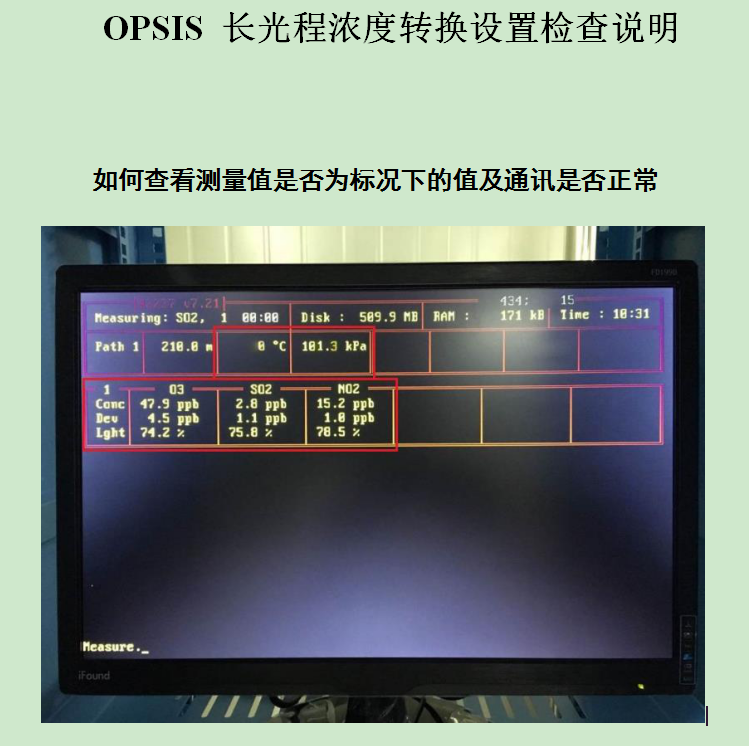 OPSIS 长光程浓度转换设置检查说明
如何查看测量值是否为标况下的值及通讯是否正常
v7.21 434: 15
Measuring: SO2, 1 00:00 Disk : 509.9 MB RAM : 171 kB Time : 10:31
Path 1 210.0 m 0 °C 101.3 kPa
1 O3 SO2 NO2
Conc 47.9 ppb 2.8 ppb 15.2 ppb
Dev 4.5 ppb 1.1 ppb 1.0 ppb
Lght 74.2 % 75.8 % 78.5 %
Measure._
iFound